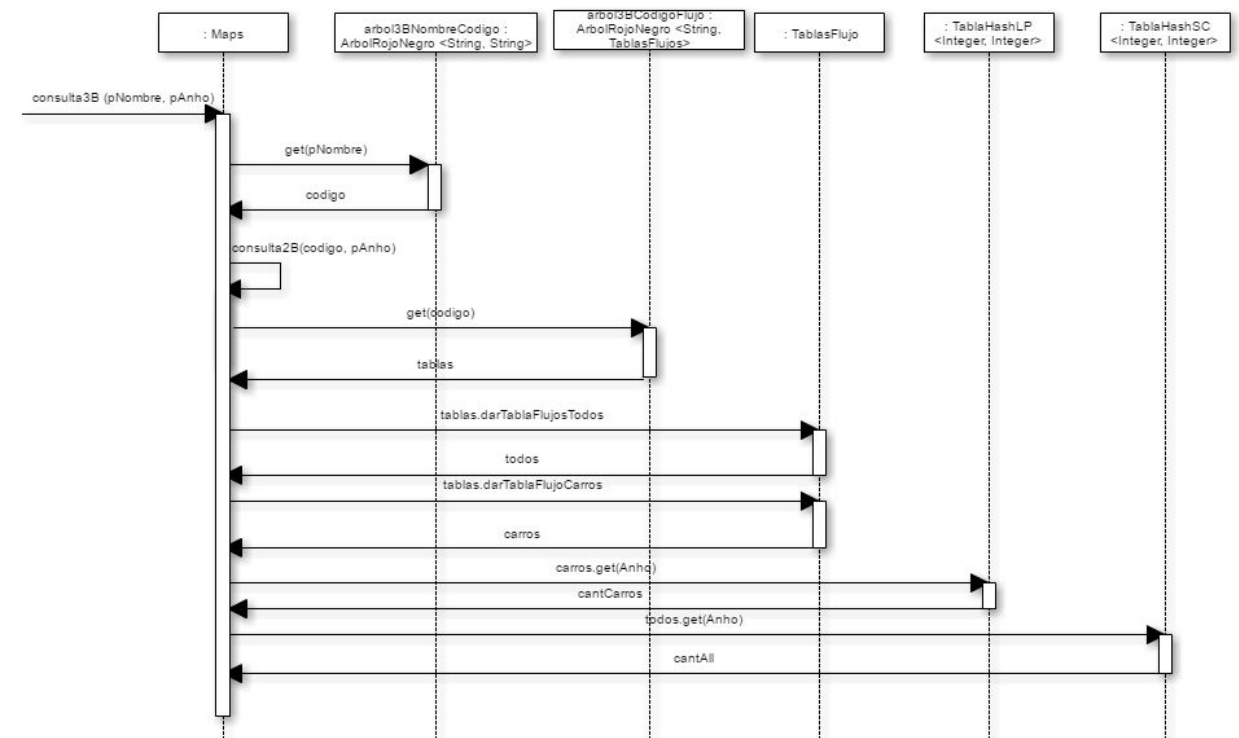 : Maps
arbol3BNombreCodigo :
ArbolRojoNegro <String, String>
arbol3BCodigoFlujo :
ArbolRojoNegro <String,
TablasFlujos>
: TablasFlujo
: TablaHashLP
<Integer, Integer>
: TablaHashSC
<Integer, Integer>
consulta3B (pNombre, pAnho)
get(pNombre)
codigo
consulta2B(codigo, pAnho)
get(codigo)
tablas
tablas.darTablaFlujosTodos
todos
tablas.darTablaFlujoCarros
carros
carros.get(Anho)
cantCarros
todos.get(Anho)
cantAll